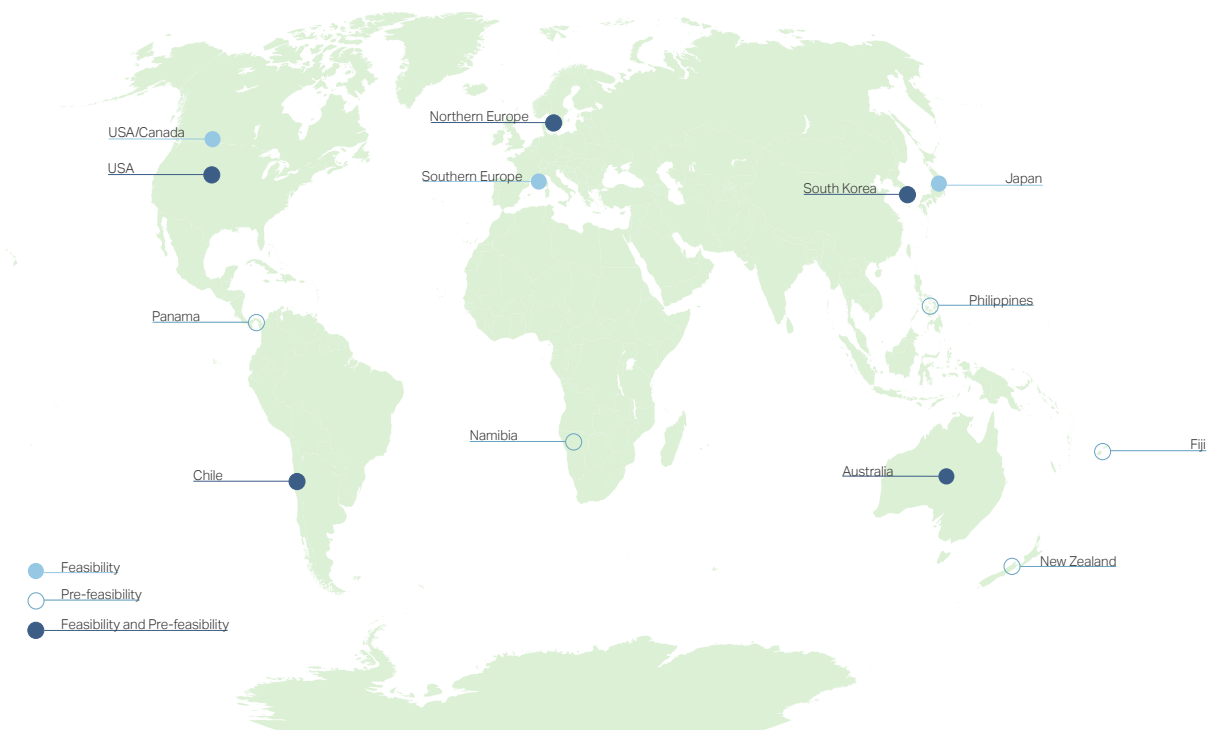 Northern Europe
USA/Canada
USA
Southern Europe
Japan
South Korea
Philippines
Panama
Namibia
Fiji
Australia
Chile
New Zealand
Feasibility
Pre-feasibility
Feasibility and Pre-feasibility